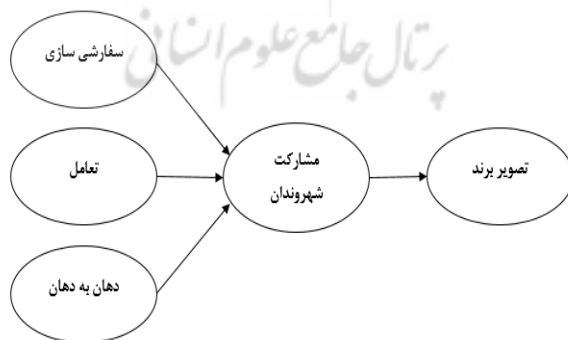 پرتال جامع علوم انسانی
سفارشی سازی
تعامل
دهان به دهان
مشارکت
شهروندان
تصویر برند